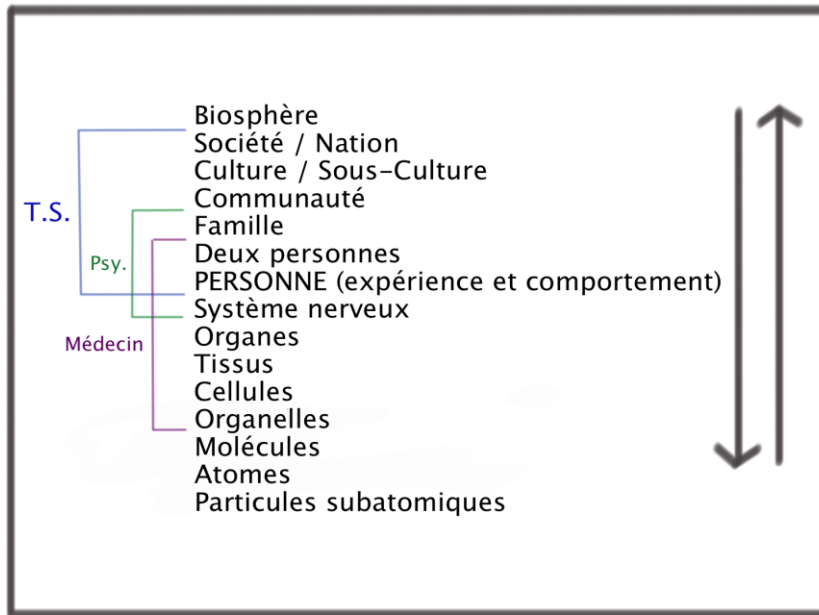 Biosphère
Société / Nation
Culture / Sous-Culture
Communauté
T.S.
Famille
Deux personnes
Psy.
PERSONNE (expérience et comportement)
Système nerveux
Organes
Médecin
Tissus
Cellules
Organelles
Molécules
Atomes
Particules subatomiques